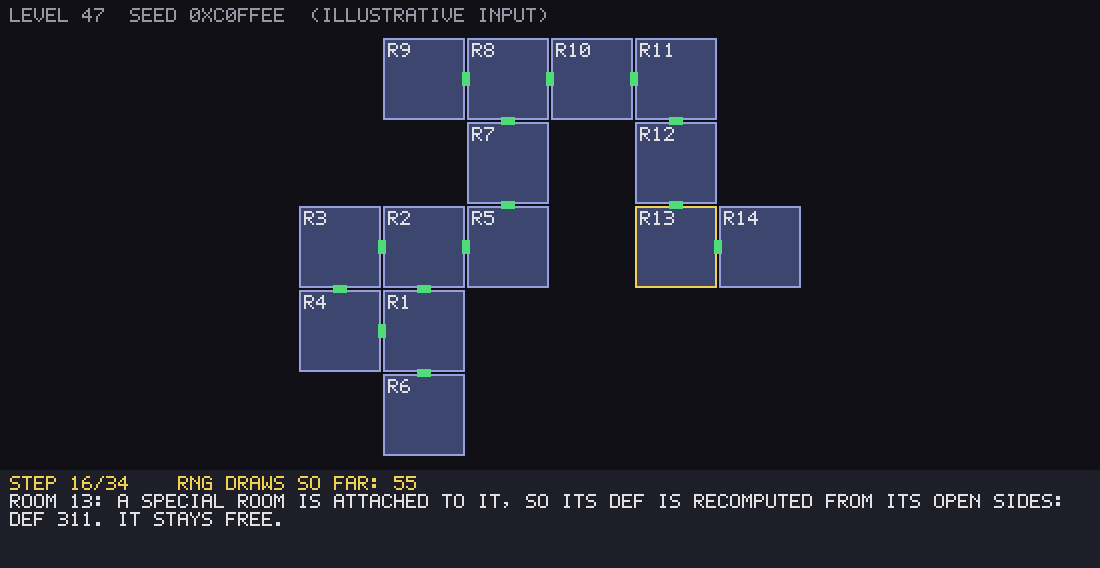 LEVEL 47 SEED 0XC0FFEE (ILLUSTRATIVE INPUT)
R9 R8 R10 R11
R7 R12
R3 R2 R5 R13 R14
R4 R1
R6
STEP 16/34 RNG DRAWS SO FAR: 55
ROOM 13: A SPECIAL ROOM IS ATTACHED TO IT, SO ITS DEF IS RECOMPUTED FROM ITS OPEN SIDES:
DEF 311. IT STAYS FREE.